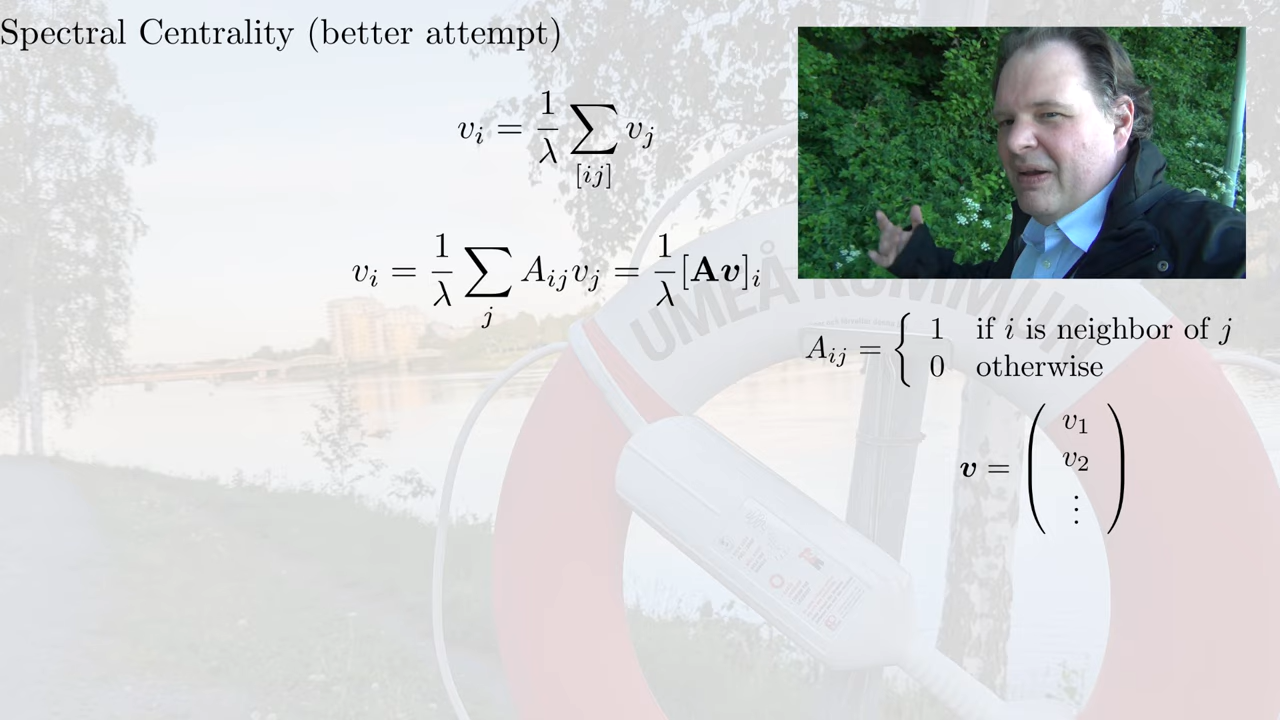 Spectral Centrality (better attempt)
v_i = \frac{1}{\lambda} \sum_{[ij]} v_j
v_i = \frac{1}{\lambda} \sum_j A_{ij} v_j = \frac{1}{\lambda} [\mathbf{A}\boldsymbol{v}]_i
UMEÅ KOMMUN
A_{ij} = \begin{cases} 1 & \text{if } i \text{ is neighbor of } j \\ 0 & \text{otherwise} \end{cases}
\boldsymbol{v} = \begin{pmatrix} v_1 \\ v_2 \\ \vdots \end{pmatrix}